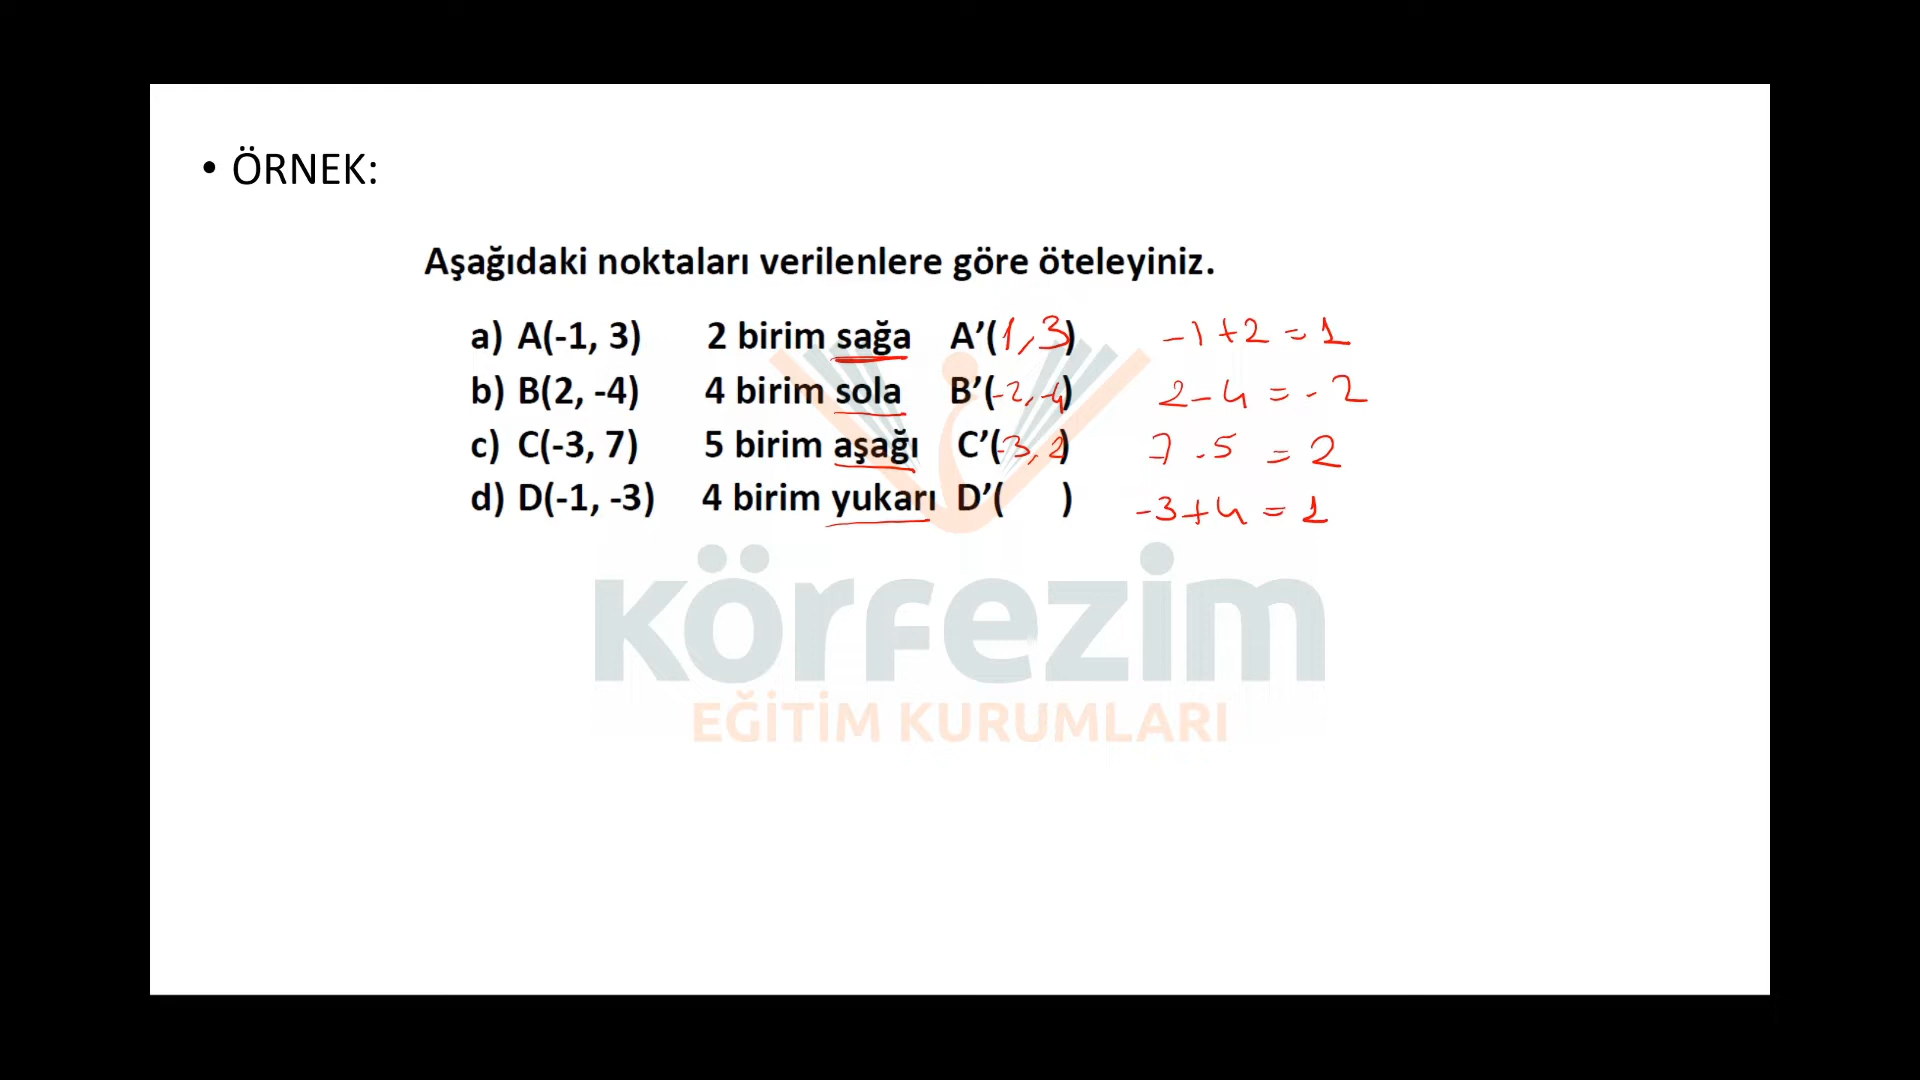 • ÖRNEK:
Aşağıdaki noktaları verilenlere göre öteleyiniz.
a) A(-1, 3) 2 birim sağa A’(1, 3) -1+2=1
b) B(2, -4) 4 birim sola B’(-2, -4) 2-4=-2
c) C(-3, 7) 5 birim aşağı C’(-3, 2) 7-5=2
d) D(-1, -3) 4 birim yukarı D’( ) -3+4=1
körfezim
EĞİTİM KURUMLARI